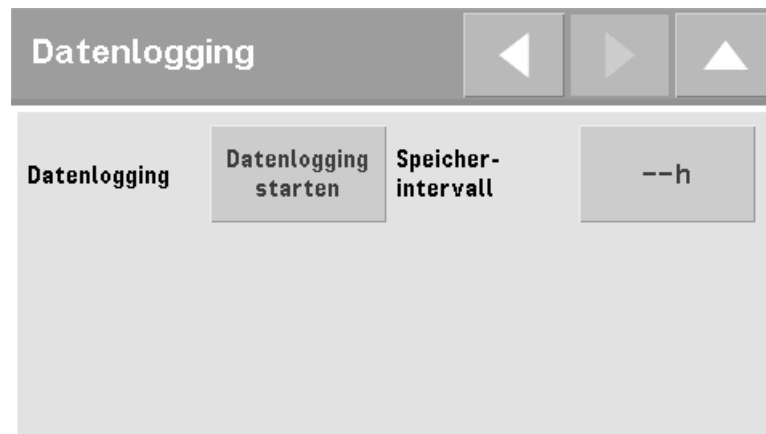 Datenlogging
Datenlogging
Datenlogging
starten
Speicher-
intervall
--h